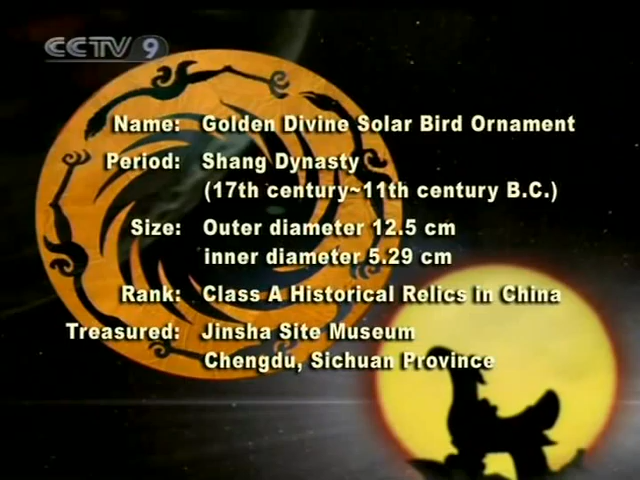 CCTV 9
Name: Golden Divine Solar Bird Ornament
Period: Shang Dynasty
(17th century~11th century B.C.)
Size: Outer diameter 12.5 cm
inner diameter 5.29 cm
Rank: Class A Historical Relics in China
Treasured: Jinsha Site Museum
Chengdu, Sichuan Province